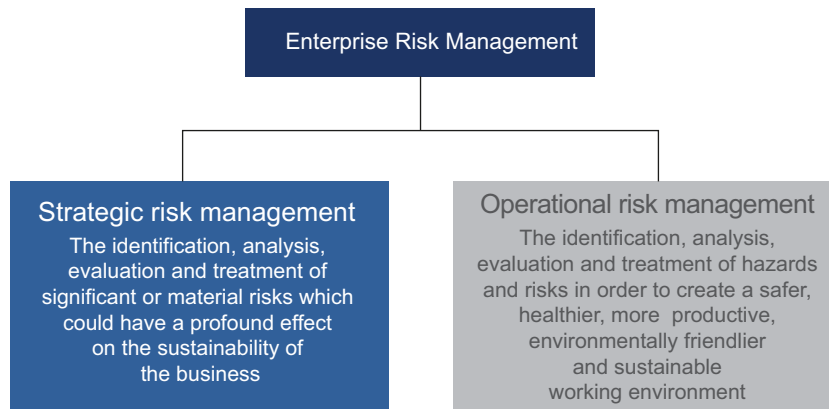 Enterprise Risk Management
Strategic risk management
The identification, analysis,
evaluation and treatment of
significant or material risks which
could have a profound effect
on the sustainability of
the business
Operational risk management
The identification, analysis,
evaluation and treatment of hazards
and risks in order to create a safer,
healthier, more productive,
environmentally friendlier
and sustainable
working environment